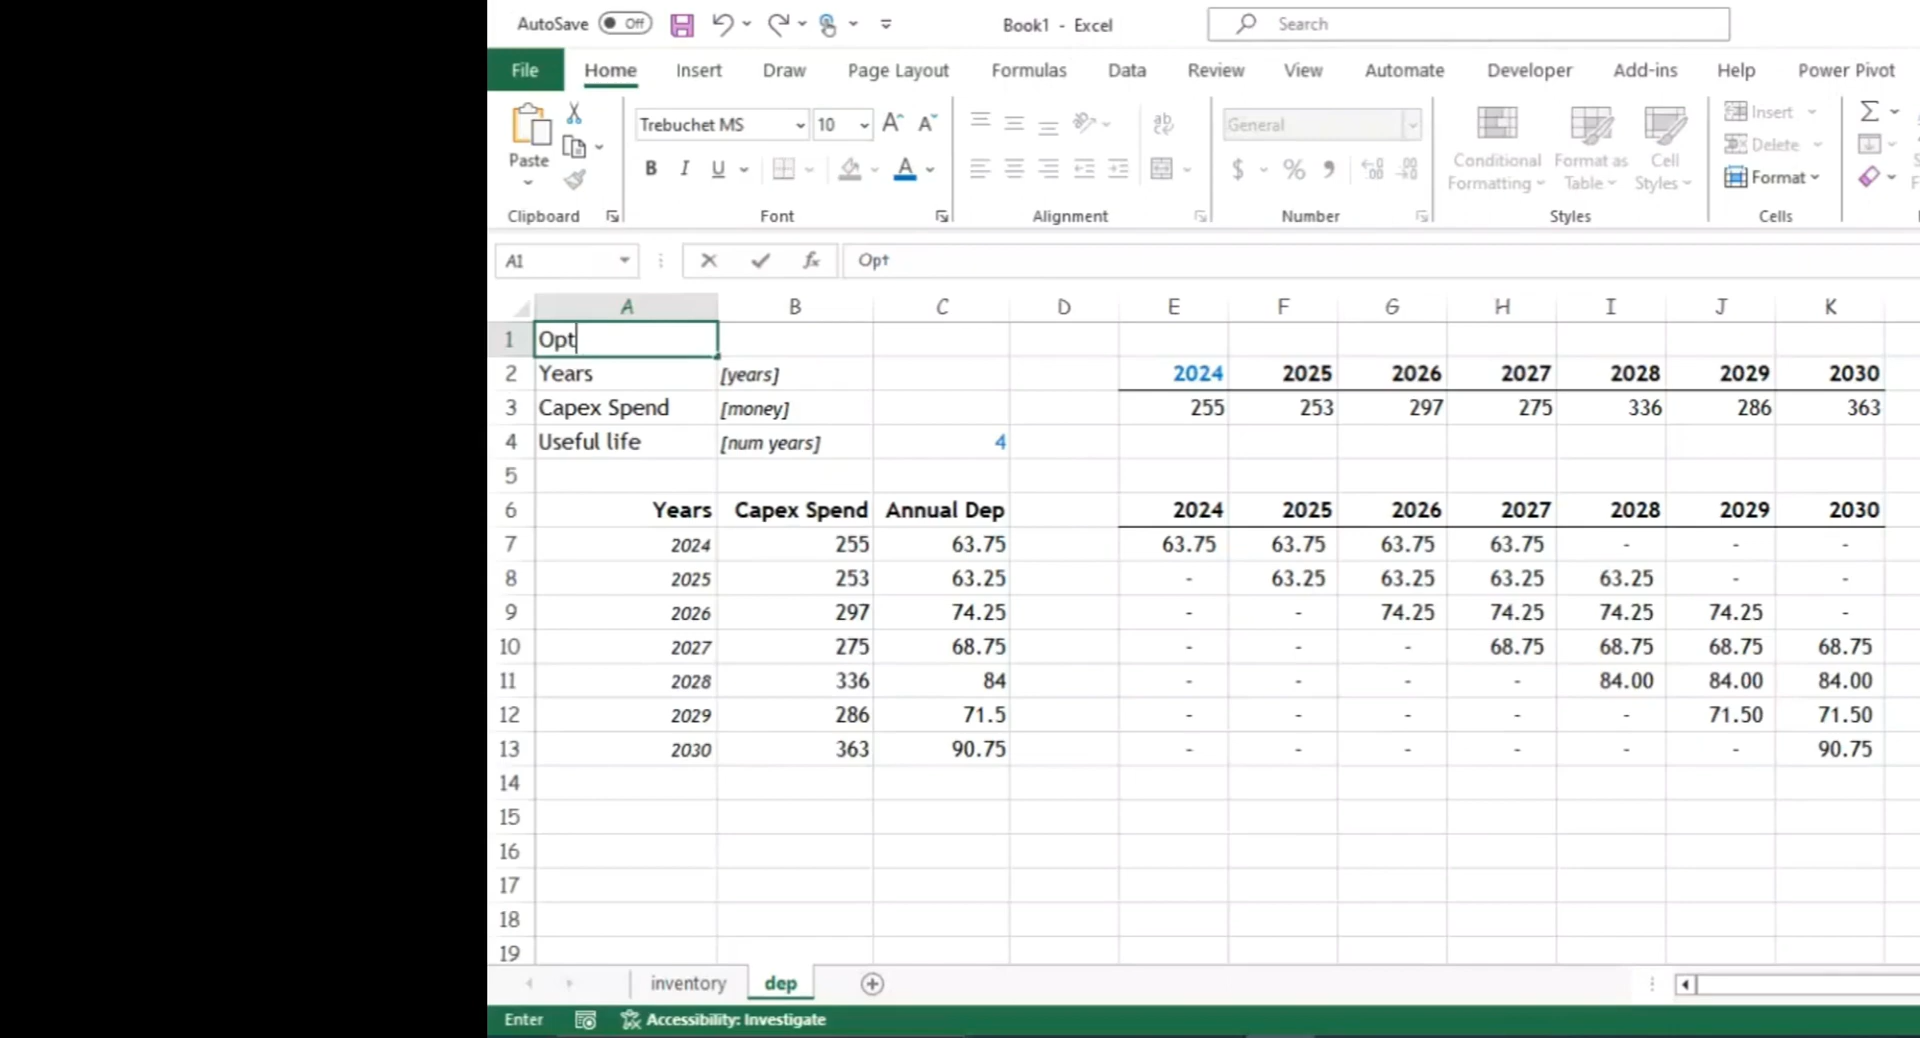 AutoSave Off Book1 - Excel Search
File Home Insert Draw Page Layout Formulas Data Review View Automate Developer Add-ins Help Power Pivot
Paste Trebuchet MS 10 A A ab General Conditional Formatting Format as Table Cell Styles Insert Delete Format
B I U A $ % 9
Clipboard Font Alignment Number Styles Cells
A1 fx Opt
A B C D E F G H I J K
1 Opt
2 Years [years] 2024 2025 2026 2027 2028 2029 2030
3 Capex Spend [money] 255 253 297 275 336 286 363
4 Useful life [num years] 4
5
6 Years Capex Spend Annual Dep 2024 2025 2026 2027 2028 2029 2030
7 2024 255 63.75 63.75 63.75 63.75 63.75 - - -
8 2025 253 63.25 - 63.25 63.25 63.25 63.25 - -
9 2026 297 74.25 - - 74.25 74.25 74.25 74.25 -
10 2027 275 68.75 - - - 68.75 68.75 68.75 68.75
11 2028 336 84 - - - - 84.00 84.00 84.00
12 2029 286 71.5 - - - - - 71.50 71.50
13 2030 363 90.75 - - - - - - 90.75
14
15
16
17
18
19
inventory dep
Enter Accessibility: Investigate